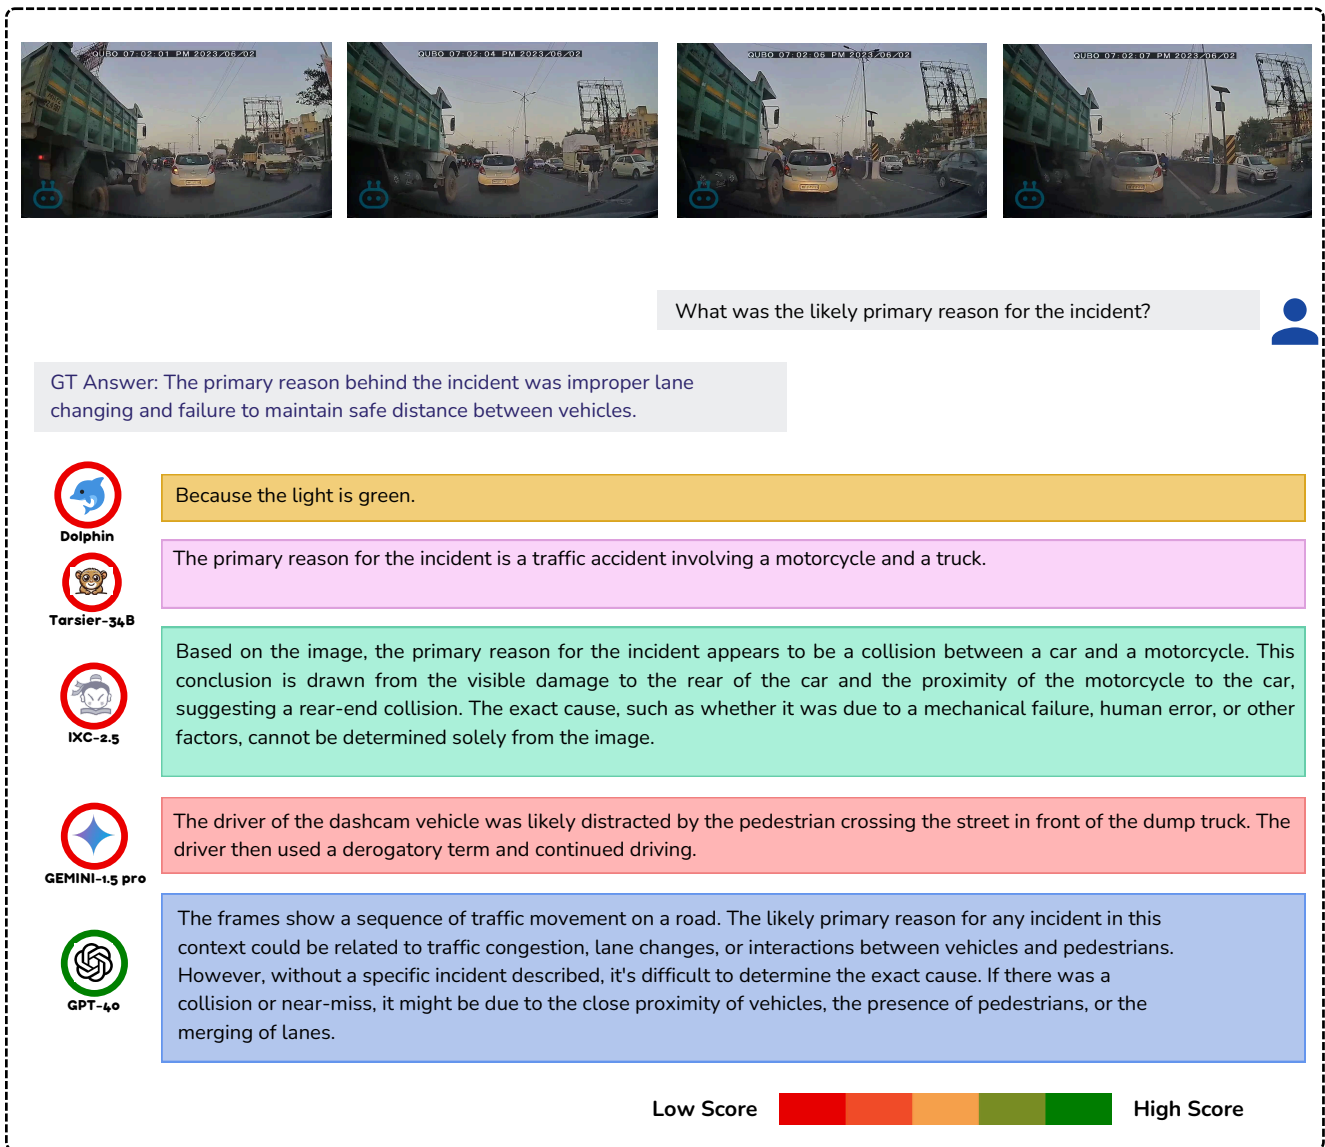 QUBO 07:02:01 PM 2023/06/02
QUBO 07:02:04 PM 2023/06/02
QUBO 07:02:06 PM 2023/06/02
QUBO 07:02:07 PM 2023/06/02
What was the likely primary reason for the incident?
GT Answer: The primary reason behind the incident was improper lane
changing and failure to maintain safe distance between vehicles.
Dolphin
Because the light is green.
Tarsier-34B
The primary reason for the incident is a traffic accident involving a motorcycle and a truck.
IXC-2.5
Based on the image, the primary reason for the incident appears to be a collision between a car and a motorcycle. This
conclusion is drawn from the visible damage to the rear of the car and the proximity of the motorcycle to the car,
suggesting a rear-end collision. The exact cause, such as whether it was due to a mechanical failure, human error, or other
factors, cannot be determined solely from the image.
GEMINI-1.5 pro
The driver of the dashcam vehicle was likely distracted by the pedestrian crossing the street in front of the dump truck. The
driver then used a derogatory term and continued driving.
GPT-4o
The frames show a sequence of traffic movement on a road. The likely primary reason for any incident in this
context could be related to traffic congestion, lane changes, or interactions between vehicles and pedestrians.
However, without a specific incident described, it's difficult to determine the exact cause. If there was a
collision or near-miss, it might be due to the close proximity of vehicles, the presence of pedestrians, or the
merging of lanes.
Low Score
High Score